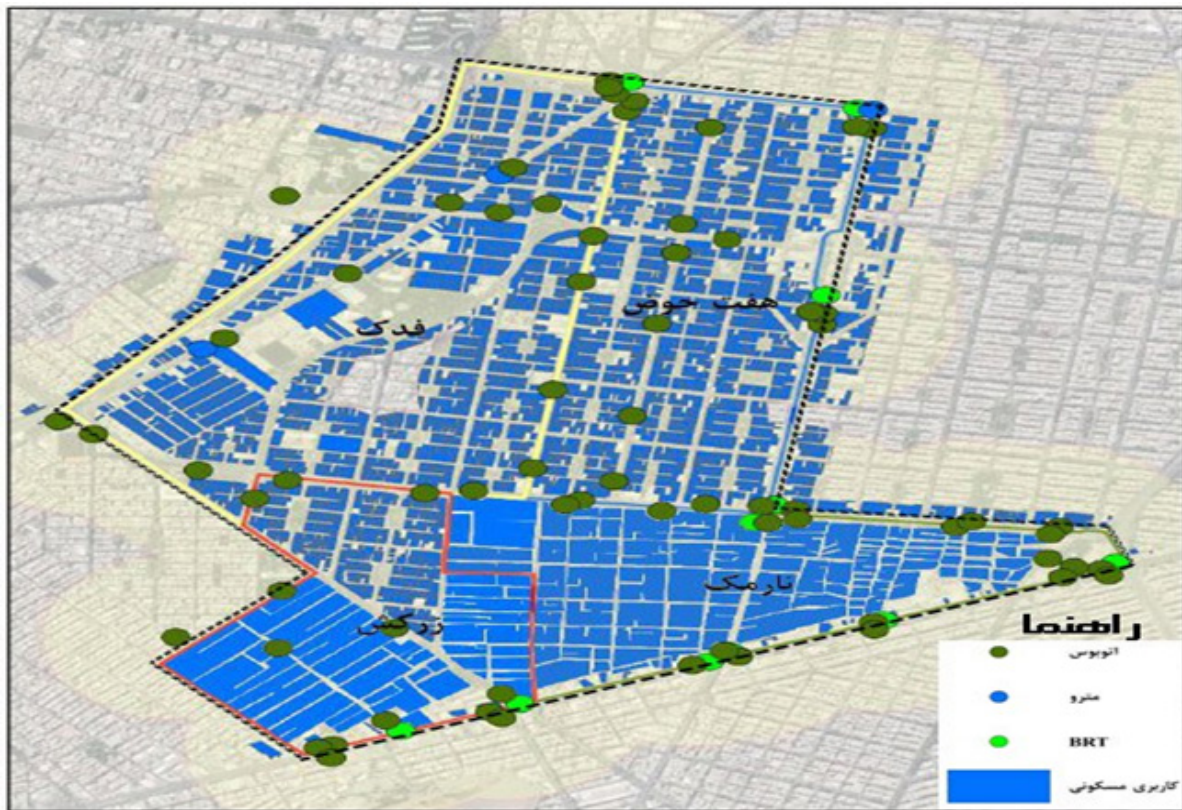 هفت حوض
فدک
نارمک
زرکش
راهنما
اتوبوس
مترو
BRT
کاربری مسکونی